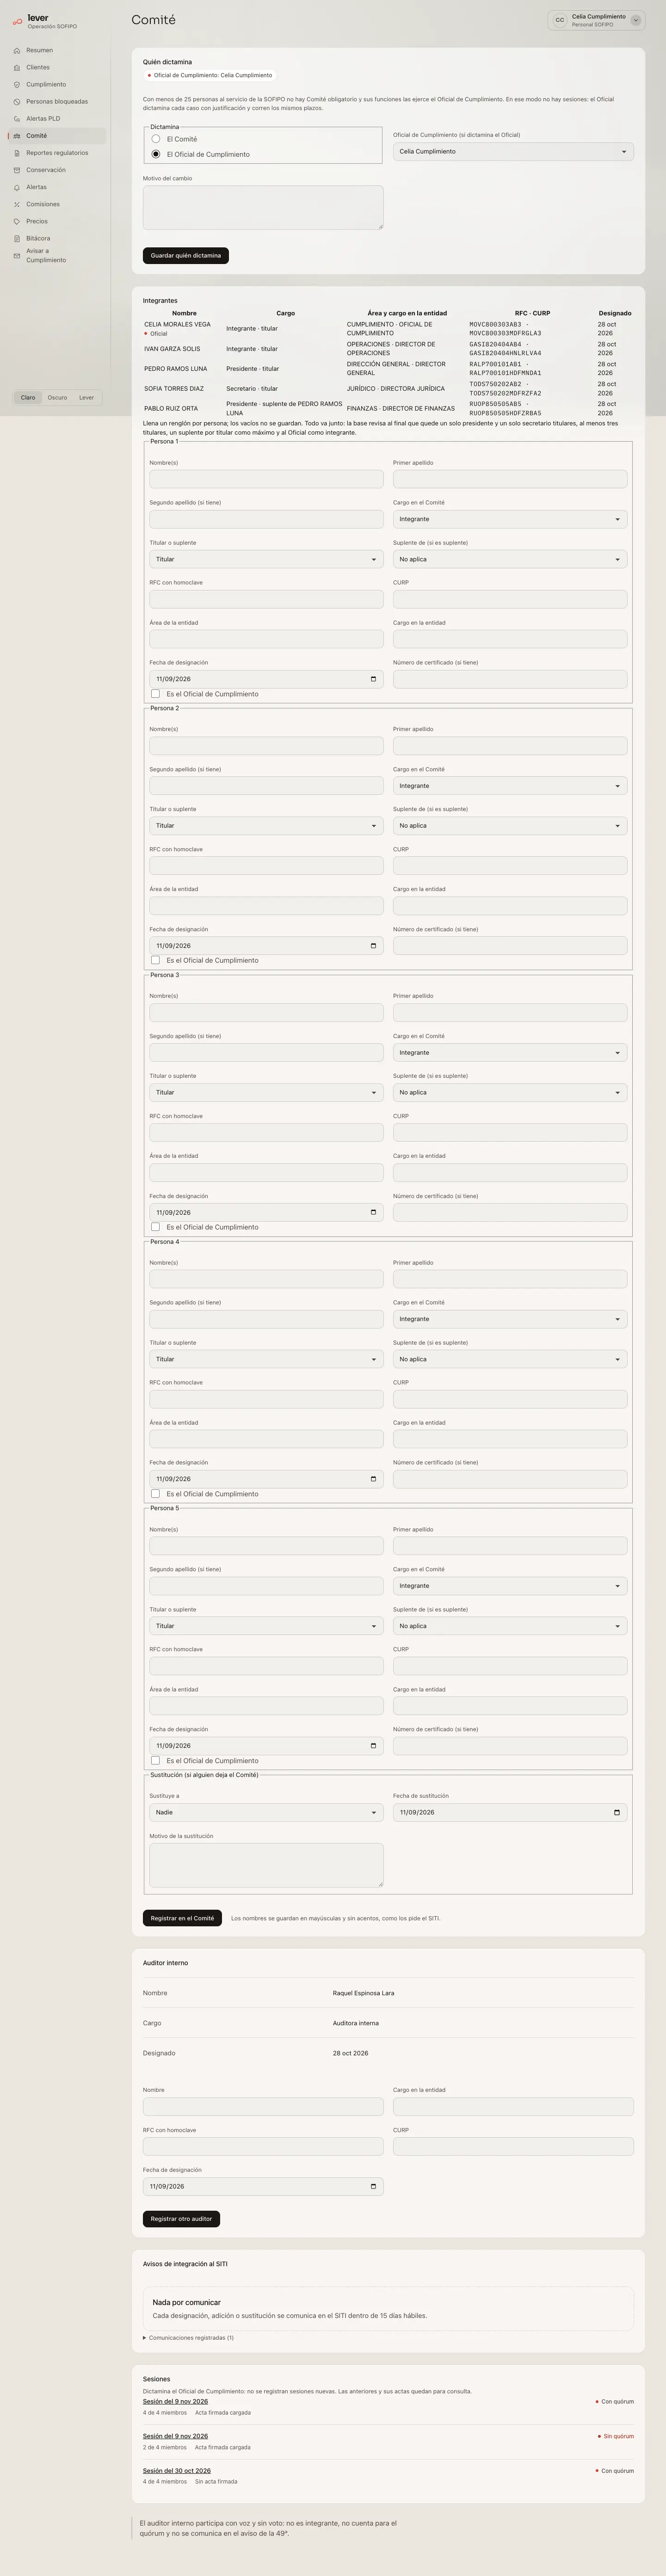 lever
Operación SOFIPO
Resumen
Clientes
Cumplimiento
Personas bloqueadas
Alertas PLD
Comité
Reportes regulatorios
Conservación
Alertas
Comisiones
Precios
Bitácora
Avisar a
Cumplimiento
Claro
Oscuro
Lever
Comité
CC
Celia Cumplimiento
Personal SOFIPO
Quién dictamina
Oficial de Cumplimiento: Celia Cumplimiento
Con menos de 25 personas al servicio de la SOFIPO no hay Comité obligatorio y sus funciones las ejerce el Oficial de Cumplimiento. En ese modo no hay sesiones: el Oficial
dictamina cada caso con justificación y corren los mismos plazos.
Dictamina
El Comité
El Oficial de Cumplimiento
Oficial de Cumplimiento (si dictamina el Oficial)
Celia Cumplimiento
Motivo del cambio
Guardar quién dictamina
Integrantes
Nombre Cargo Área y cargo en la entidad RFC · CURP Designado
CELIA MORALES VEGA
Oficial
Integrante · titular
CUMPLIMIENTO · OFICIAL DE
CUMPLIMIENTO
MOVC800303AB3 ·
MOVC800303MDFRGLA3
28 oct
2026
IVAN GARZA SOLIS
Integrante · titular
OPERACIONES · DIRECTOR DE
OPERACIONES
GASI820404AB4 ·
GASI820404HNLRLVA4
28 oct
2026
PEDRO RAMOS LUNA
Presidente · titular
DIRECCIÓN GENERAL · DIRECTOR
GENERAL
RALP700101AB1 ·
RALP700101HDFMND A1
28 oct
2026
SOFIA TORRES DIAZ
Secretario · titular
JURÍDICO · DIRECTORA JURÍDICA
TODS750202AB2 ·
TODS750202MDFRZFA2
28 oct
2026
PABLO RUIZ ORTA
Presidente · suplente de PEDRO RAMOS
LUNA
FINANZAS · DIRECTOR DE FINANZAS
RUOP850505AB5 ·
RUOP850505HDFZRBA5
28 oct
2026
Llena un renglón por persona; los vacíos no se guardan. Todo va junto: la base revisa al final que quede un solo presidente y un solo secretario titulares, al menos tres
titulares, un suplente por titular como máximo y al Oficial como integrante.
Persona 1
Nombre(s)
Primer apellido
Segundo apellido (si tiene)
Cargo en el Comité
Integrante
Titular o suplente
Titular
Suplente de (si es suplente)
No aplica
RFC con homoclave
CURP
Área de la entidad
Cargo en la entidad
Fecha de designación
11/09/2026
Número de certificado (si tiene)
Es el Oficial de Cumplimiento
Persona 2
Nombre(s)
Primer apellido
Segundo apellido (si tiene)
Cargo en el Comité
Integrante
Titular o suplente
Titular
Suplente de (si es suplente)
No aplica
RFC con homoclave
CURP
Área de la entidad
Cargo en la entidad
Fecha de designación
11/09/2026
Número de certificado (si tiene)
Es el Oficial de Cumplimiento
Persona 3
Nombre(s)
Primer apellido
Segundo apellido (si tiene)
Cargo en el Comité
Integrante
Titular o suplente
Titular
Suplente de (si es suplente)
No aplica
RFC con homoclave
CURP
Área de la entidad
Cargo en la entidad
Fecha de designación
11/09/2026
Número de certificado (si tiene)
Es el Oficial de Cumplimiento
Persona 4
Nombre(s)
Primer apellido
Segundo apellido (si tiene)
Cargo en el Comité
Integrante
Titular o suplente
Titular
Suplente de (si es suplente)
No aplica
RFC con homoclave
CURP
Área de la entidad
Cargo en la entidad
Fecha de designación
11/09/2026
Número de certificado (si tiene)
Es el Oficial de Cumplimiento
Persona 5
Nombre(s)
Primer apellido
Segundo apellido (si tiene)
Cargo en el Comité
Integrante
Titular o suplente
Titular
Suplente de (si es suplente)
No aplica
RFC con homoclave
CURP
Área de la entidad
Cargo en la entidad
Fecha de designación
11/09/2026
Número de certificado (si tiene)
Es el Oficial de Cumplimiento
Sustitución (si alguien deja el Comité)
Sustituye a
Nadie
Fecha de sustitución
11/09/2026
Motivo de la sustitución
Registrar en el Comité
Los nombres se guardan en mayúsculas y sin acentos, como los pide el SITI.
Auditor interno
Nombre
Raquel Espinosa Lara
Cargo
Auditora interna
Designado
28 oct 2026
Nombre
Cargo en la entidad
RFC con homoclave
CURP
Fecha de designación
11/09/2026
Registrar otro auditor
Avisos de integración al SITI
Nada por comunicar
Cada designación, adición o sustitución se comunica en el SITI dentro de 15 días hábiles.
Comunicaciones registradas (1)
Sesiones
Dictamina el Oficial de Cumplimiento: no se registran sesiones nuevas. Las anteriores y sus actas quedan para consulta.
Sesión del 9 nov 2026
Con quórum
4 de 4 miembros Acta firmada cargada
Sesión del 9 nov 2026
Sin quórum
2 de 4 miembros Acta firmada cargada
Sesión del 30 oct 2026
Con quórum
4 de 4 miembros Sin acta firmada
El auditor interno participa con voz y sin voto: no es integrante, no cuenta para el
quórum y no se comunica en el aviso de la 49ª.